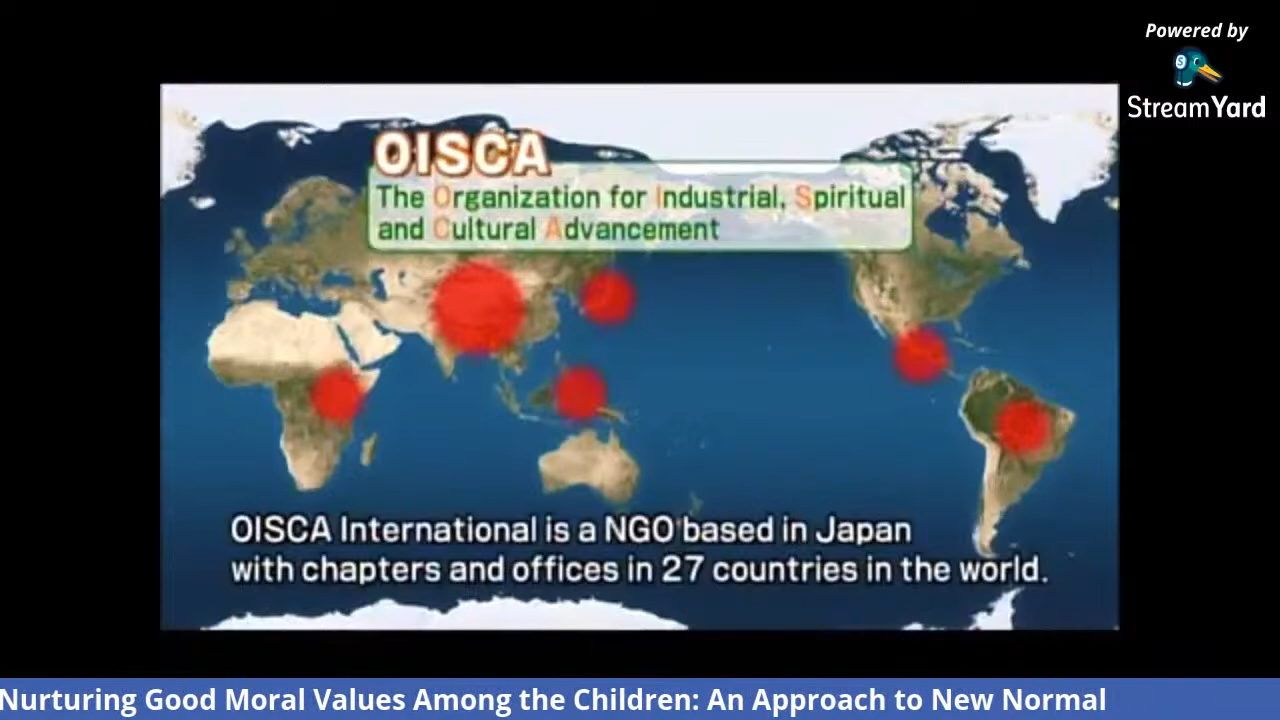 Powered by
StreamYard
OISCA
The Organization for Industrial, Spiritual
and Cultural Advancement
OISCA International is a NGO based in Japan
with chapters and offices in 27 countries in the world.
Nurturing Good Moral Values Among the Children: An Approach to New Normal